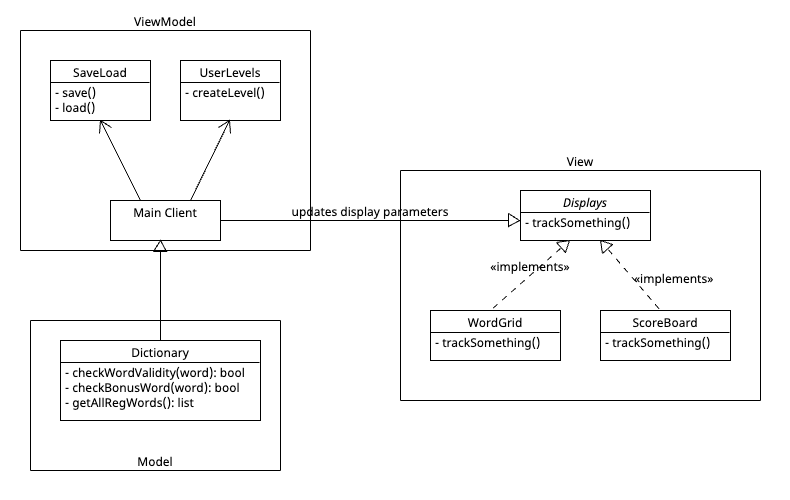 ViewModel
SaveLoad
- save()
- load()
UserLevels
- createLevel()
Main Client
updates display parameters
View
Displays
- trackSomething()
«implements»
«implements»
WordGrid
- trackSomething()
ScoreBoard
- trackSomething()
Dictionary
- checkWordValidity(word): bool
- checkBonusWord(word): bool
- getAllRegWords(): list
Model